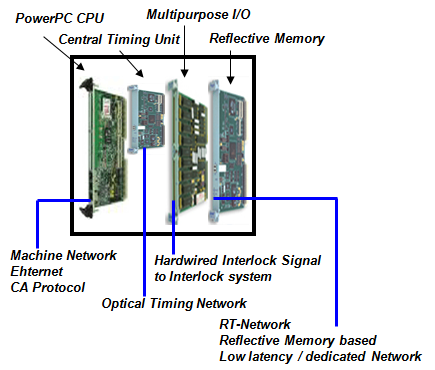 PowerPC CPU
Multipurpose I/O
Central Timing Unit
Reflective Memory
Machine Network
Ehternet
CA Protocol
Hardwired Interlock Signal
to Interlock system
Optical Timing Network
RT-Network
Reflective Memory based
Low latency / dedicated Network